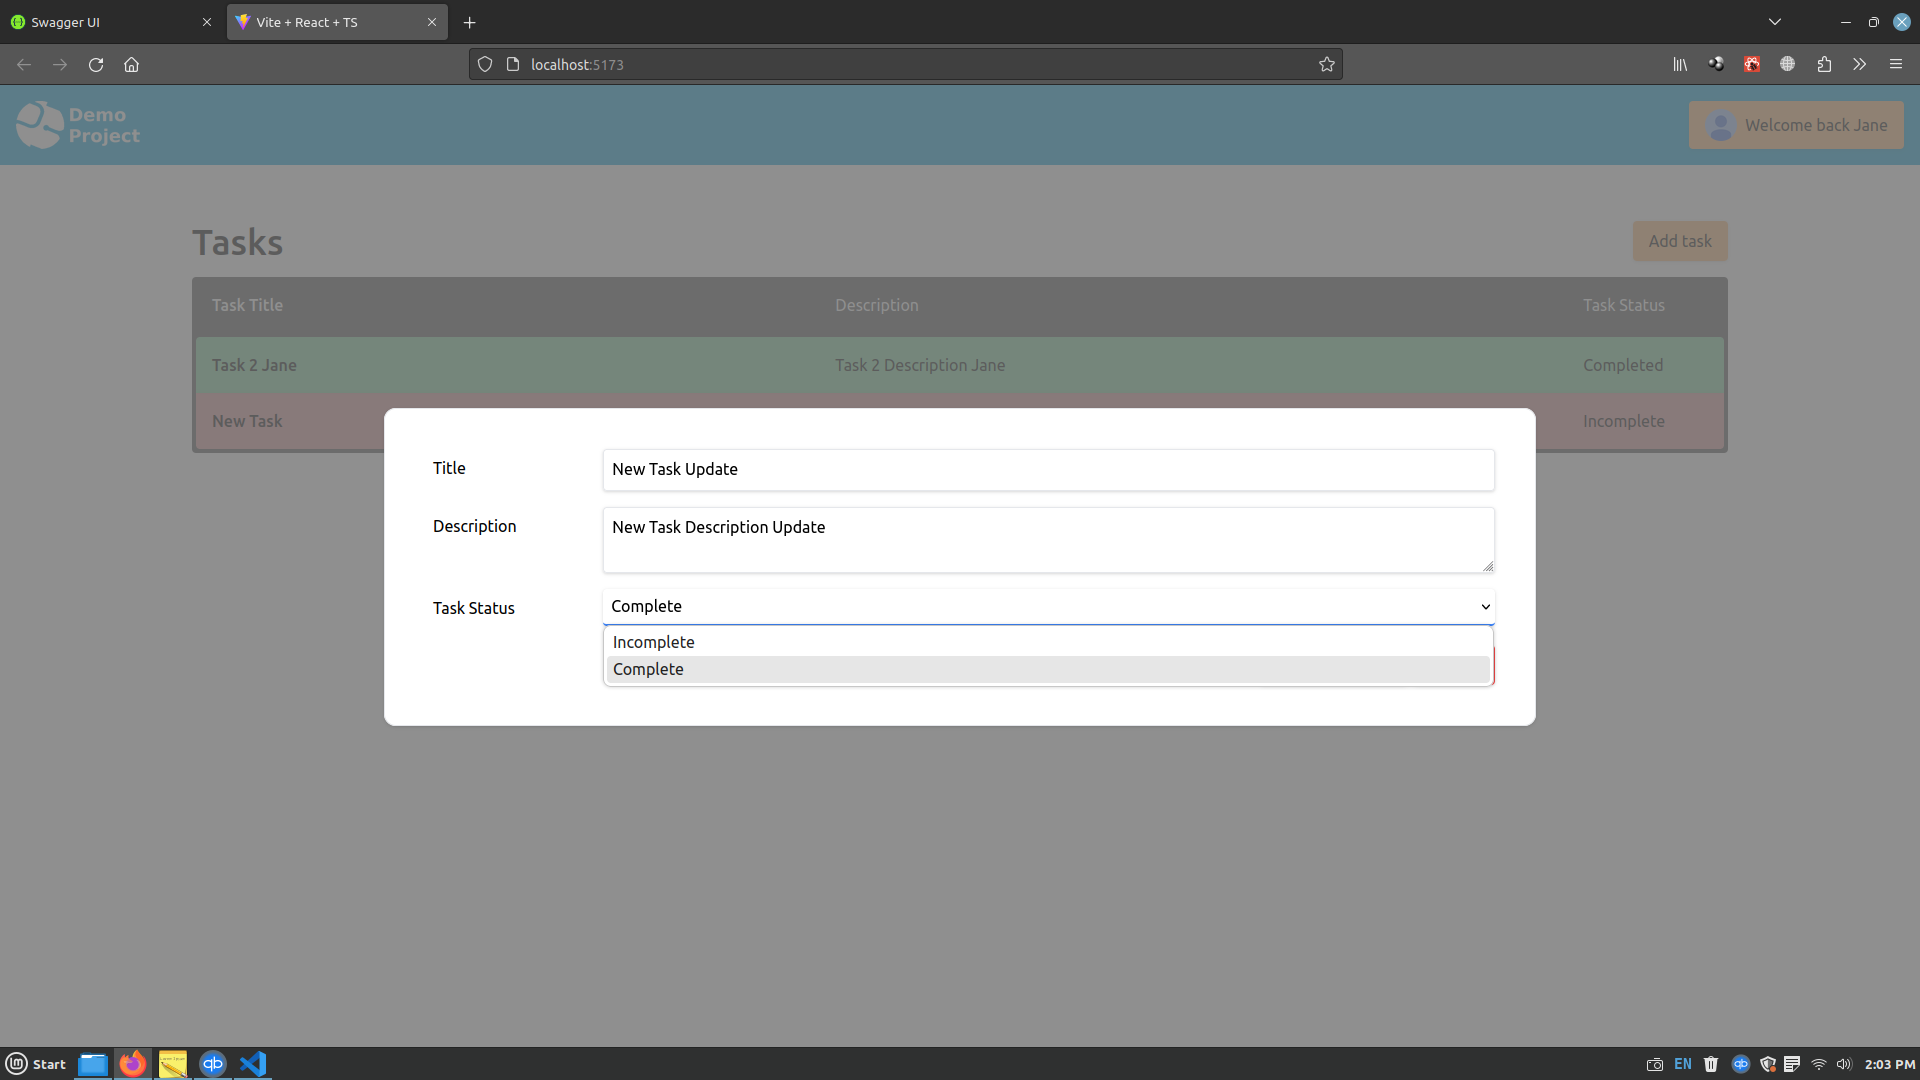 Swagger UI
Vite + React + TS
localhost:5173
Demo
Project
Welcome back Jane
Tasks
Add task
Task Title Description Task Status
Task 2 Jane Task 2 Description Jane Completed
New Task Incomplete
Title New Task Update
Description New Task Description Update
Task Status Complete
Incomplete
Complete
Start
EN
2:03 PM